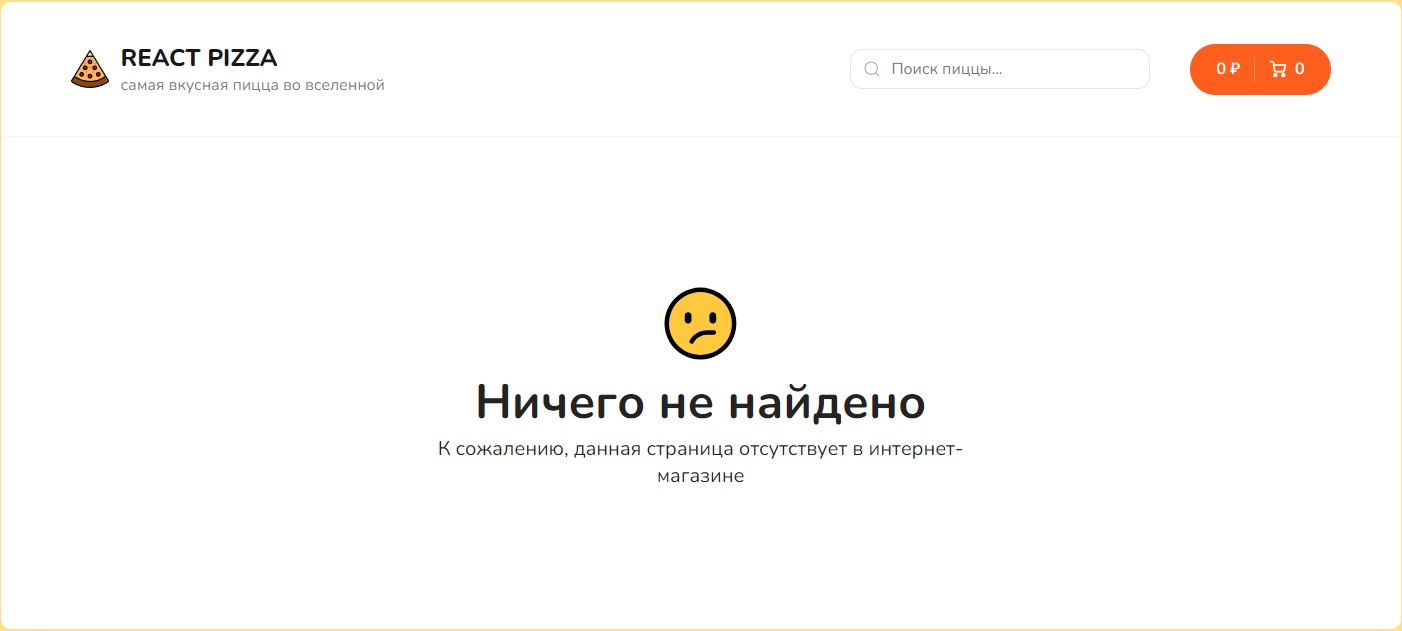 REACT PIZZA
самая вкусная пицца во вселенной
Поиск пиццы...
0 ₽
0
Ничего не найдено
К сожалению, данная страница отсутствует в интернет-
магазине